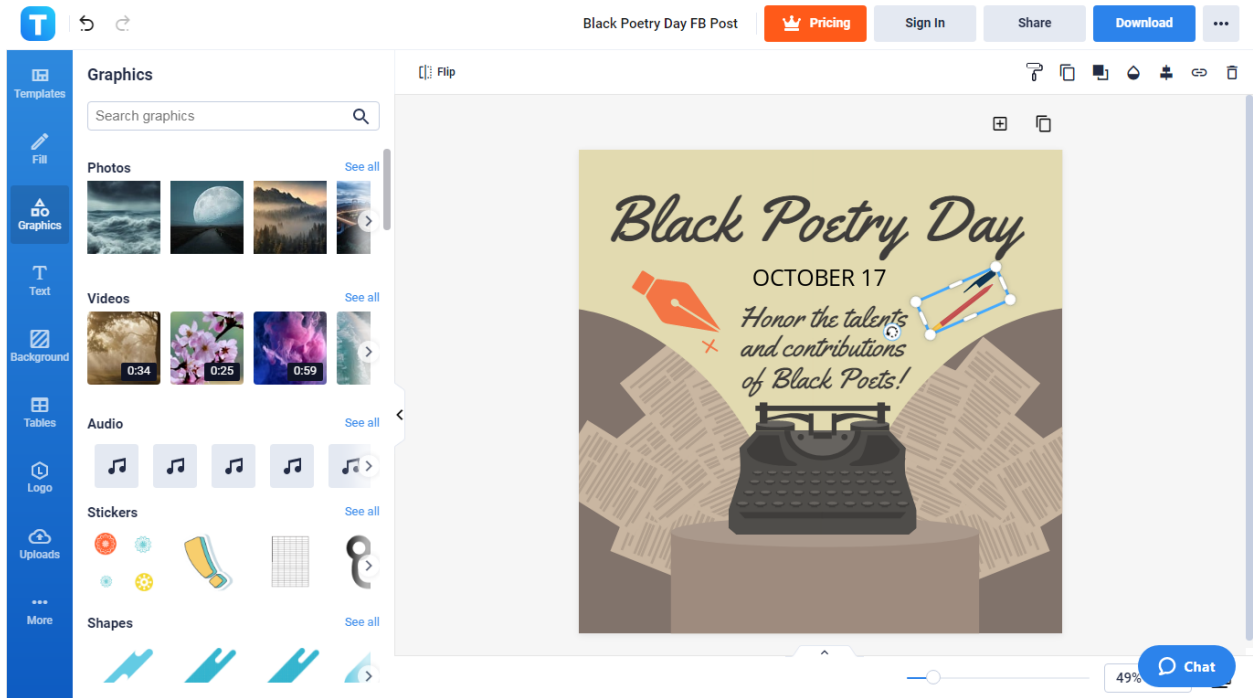 T
Black Poetry Day FB Post
Pricing
Sign In
Share
Download
Templates
Fill
Graphics
Text
Background
Tables
Logo
Uploads
More
Graphics
Search graphics
Photos
See all
Videos
See all
0:34
0:25
0:59
Audio
See all
Stickers
See all
Shapes
See all
Flip
Black Poetry Day
OCTOBER 17
Honor the talents
and contributions
of Black Poets!
49%
Chat